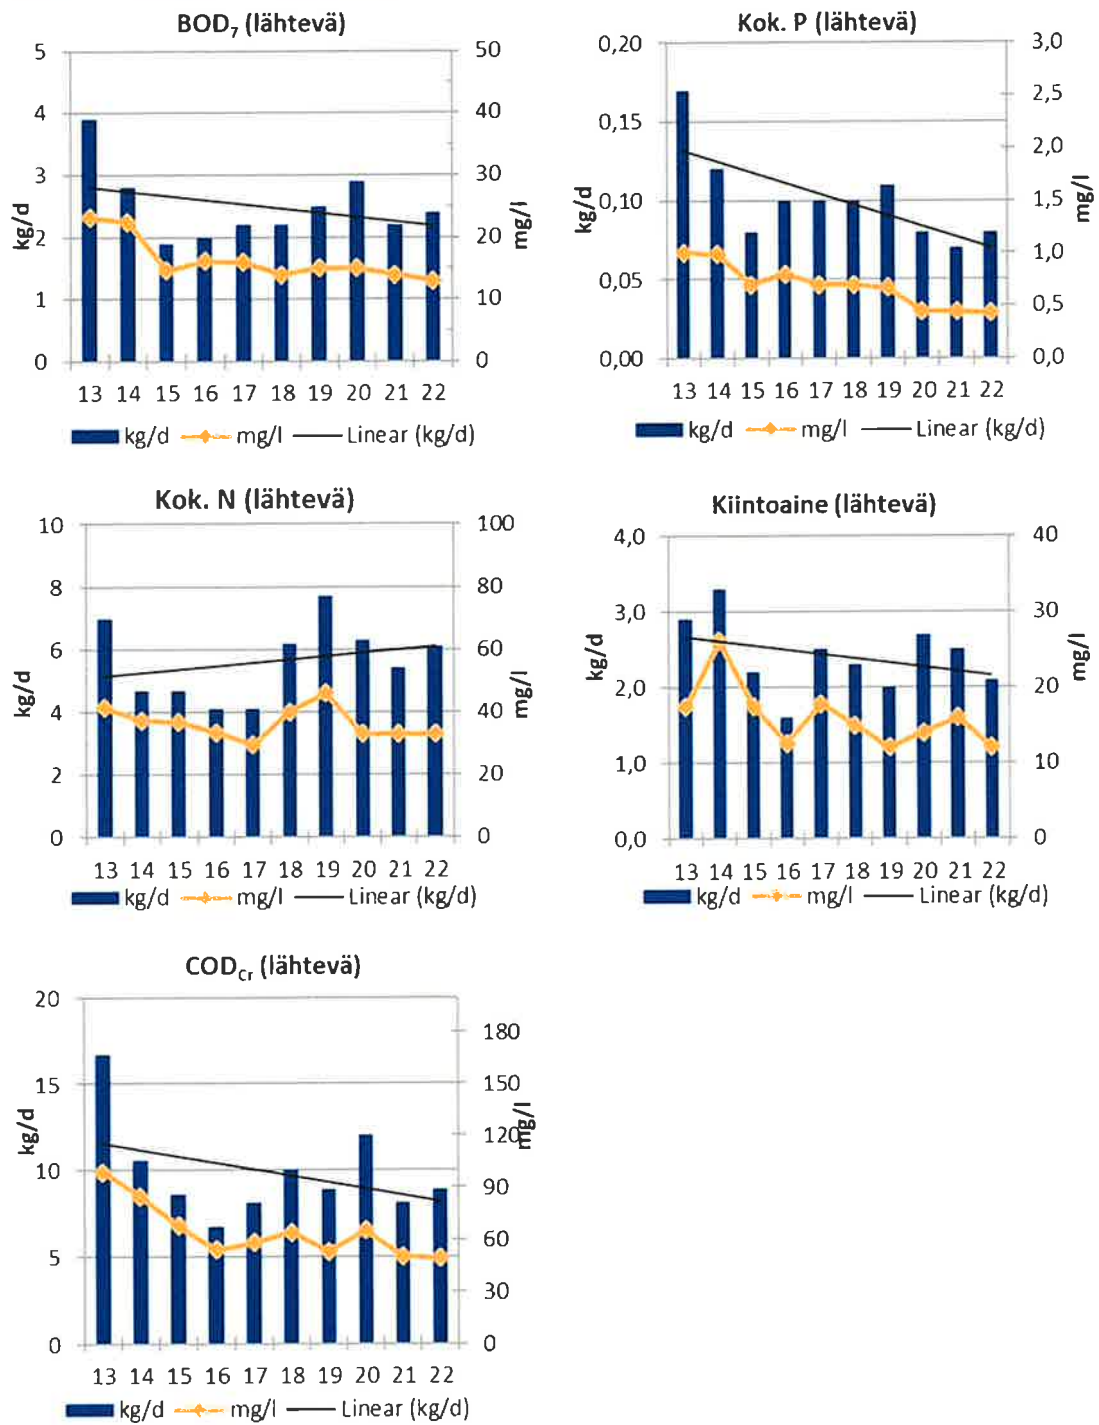 BOD₇ (lähtevä)
5
4
3
2
1
0
kg/d
50
40
30
20
10
0
mg/l
13 14 15 16 17 18 19 20 21 22
kg/d mg/l Linear (kg/d)
Kok. P (lähtevä)
0,20
0,15
0,10
0,05
0,00
kg/d
3,0
2,5
2,0
1,5
1,0
0,5
0,0
mg/l
13 14 15 16 17 18 19 20 21 22
kg/d mg/l Linear (kg/d)
Kok. N (lähtevä)
10
8
6
4
2
0
kg/d
100
80
60
40
20
0
mg/l
13 14 15 16 17 18 19 20 21 22
kg/d mg/l Linear (kg/d)
Kiintoaine (lähtevä)
4,0
3,0
2,0
1,0
0,0
kg/d
40
30
20
10
0
mg/l
13 14 15 16 17 18 19 20 21 22
kg/d mg/l Linear (kg/d)
COD_Cr (lähtevä)
20
15
10
5
0
kg/d
180
150
120
90
60
30
0
mg/l
13 14 15 16 17 18 19 20 21 22
kg/d mg/l Linear (kg/d)